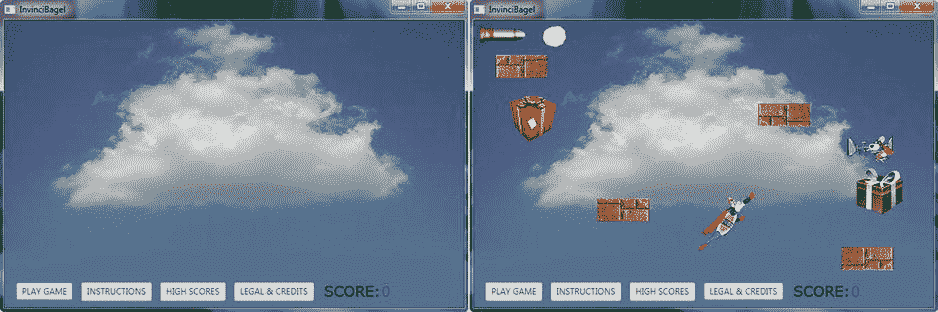 InvinciBagel
PLAY GAME INSTRUCTIONS HIGH SCORES LEGAL & CREDITS SCORE:0
InvinciBagel
PLAY GAME INSTRUCTIONS HIGH SCORES LEGAL & CREDITS SCORE:0